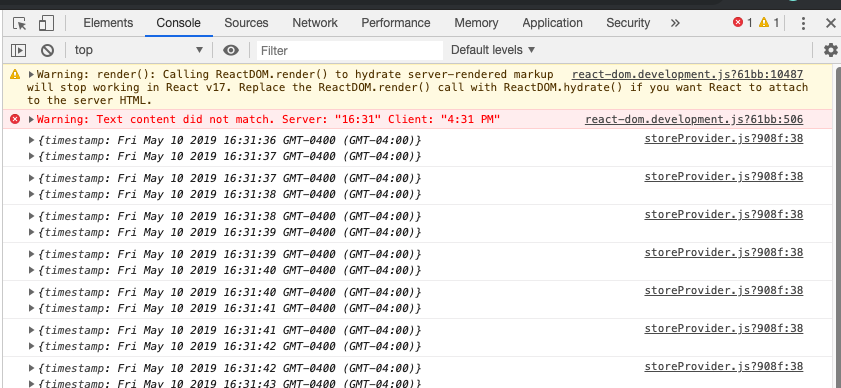 Elements Console Sources Network Performance Memory Application Security » 1 1
top Filter Default levels
Warning: render(): Calling ReactDOM.render() to hydrate server-rendered markup react-dom.development.js?61bb:10487
will stop working in React v17. Replace the ReactDOM.render() call with ReactDOM.hydrate() if you want React to attach
to the server HTML.
Warning: Text content did not match. Server: "16:31" Client: "4:31 PM" react-dom.development.js?61bb:506
{timestamp: Fri May 10 2019 16:31:36 GMT-0400 (GMT-04:00)} storeProvider.js?908f:38
{timestamp: Fri May 10 2019 16:31:37 GMT-0400 (GMT-04:00)}
{timestamp: Fri May 10 2019 16:31:37 GMT-0400 (GMT-04:00)} storeProvider.js?908f:38
{timestamp: Fri May 10 2019 16:31:38 GMT-0400 (GMT-04:00)}
{timestamp: Fri May 10 2019 16:31:38 GMT-0400 (GMT-04:00)} storeProvider.js?908f:38
{timestamp: Fri May 10 2019 16:31:39 GMT-0400 (GMT-04:00)}
{timestamp: Fri May 10 2019 16:31:39 GMT-0400 (GMT-04:00)} storeProvider.js?908f:38
{timestamp: Fri May 10 2019 16:31:40 GMT-0400 (GMT-04:00)}
{timestamp: Fri May 10 2019 16:31:40 GMT-0400 (GMT-04:00)} storeProvider.js?908f:38
{timestamp: Fri May 10 2019 16:31:41 GMT-0400 (GMT-04:00)}
{timestamp: Fri May 10 2019 16:31:41 GMT-0400 (GMT-04:00)} storeProvider.js?908f:38
{timestamp: Fri May 10 2019 16:31:42 GMT-0400 (GMT-04:00)}
{timestamp: Fri May 10 2019 16:31:42 GMT-0400 (GMT-04:00)} storeProvider.js?908f:38
{timestamp: Fri May 10 2019 16:31:43 GMT-0400 (GMT-04:00)}